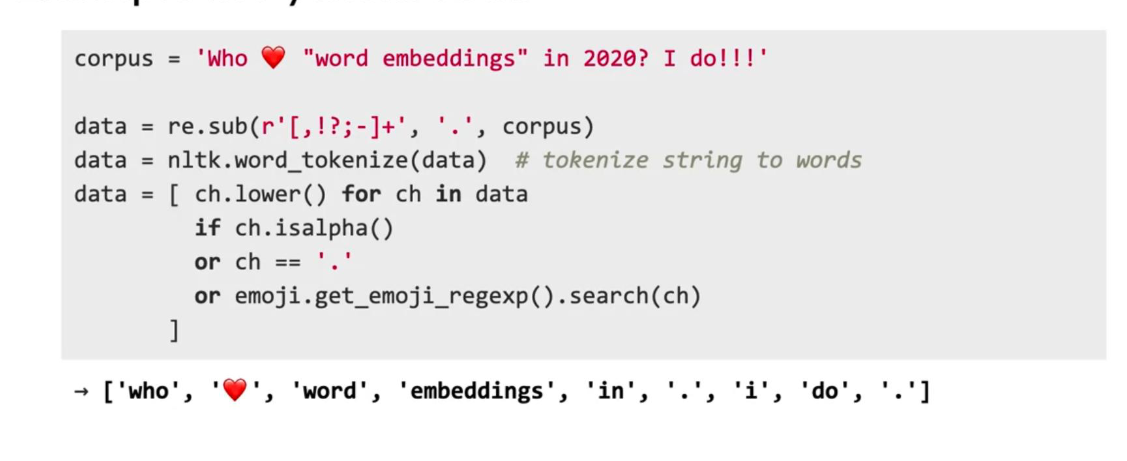 corpus = 'Who ❤️ "word embeddings" in 2020? I do!!!'
data = re.sub(r'[,!?;-]+', '.', corpus)
data = nltk.word_tokenize(data)  # tokenize string to words
data = [ ch.lower() for ch in data
if ch.isalpha()
or ch == '.'
or emoji.get_emoji_regexp().search(ch)
]
→ ['who', '❤️', 'word', 'embeddings', 'in', '.', 'i', 'do', '.']